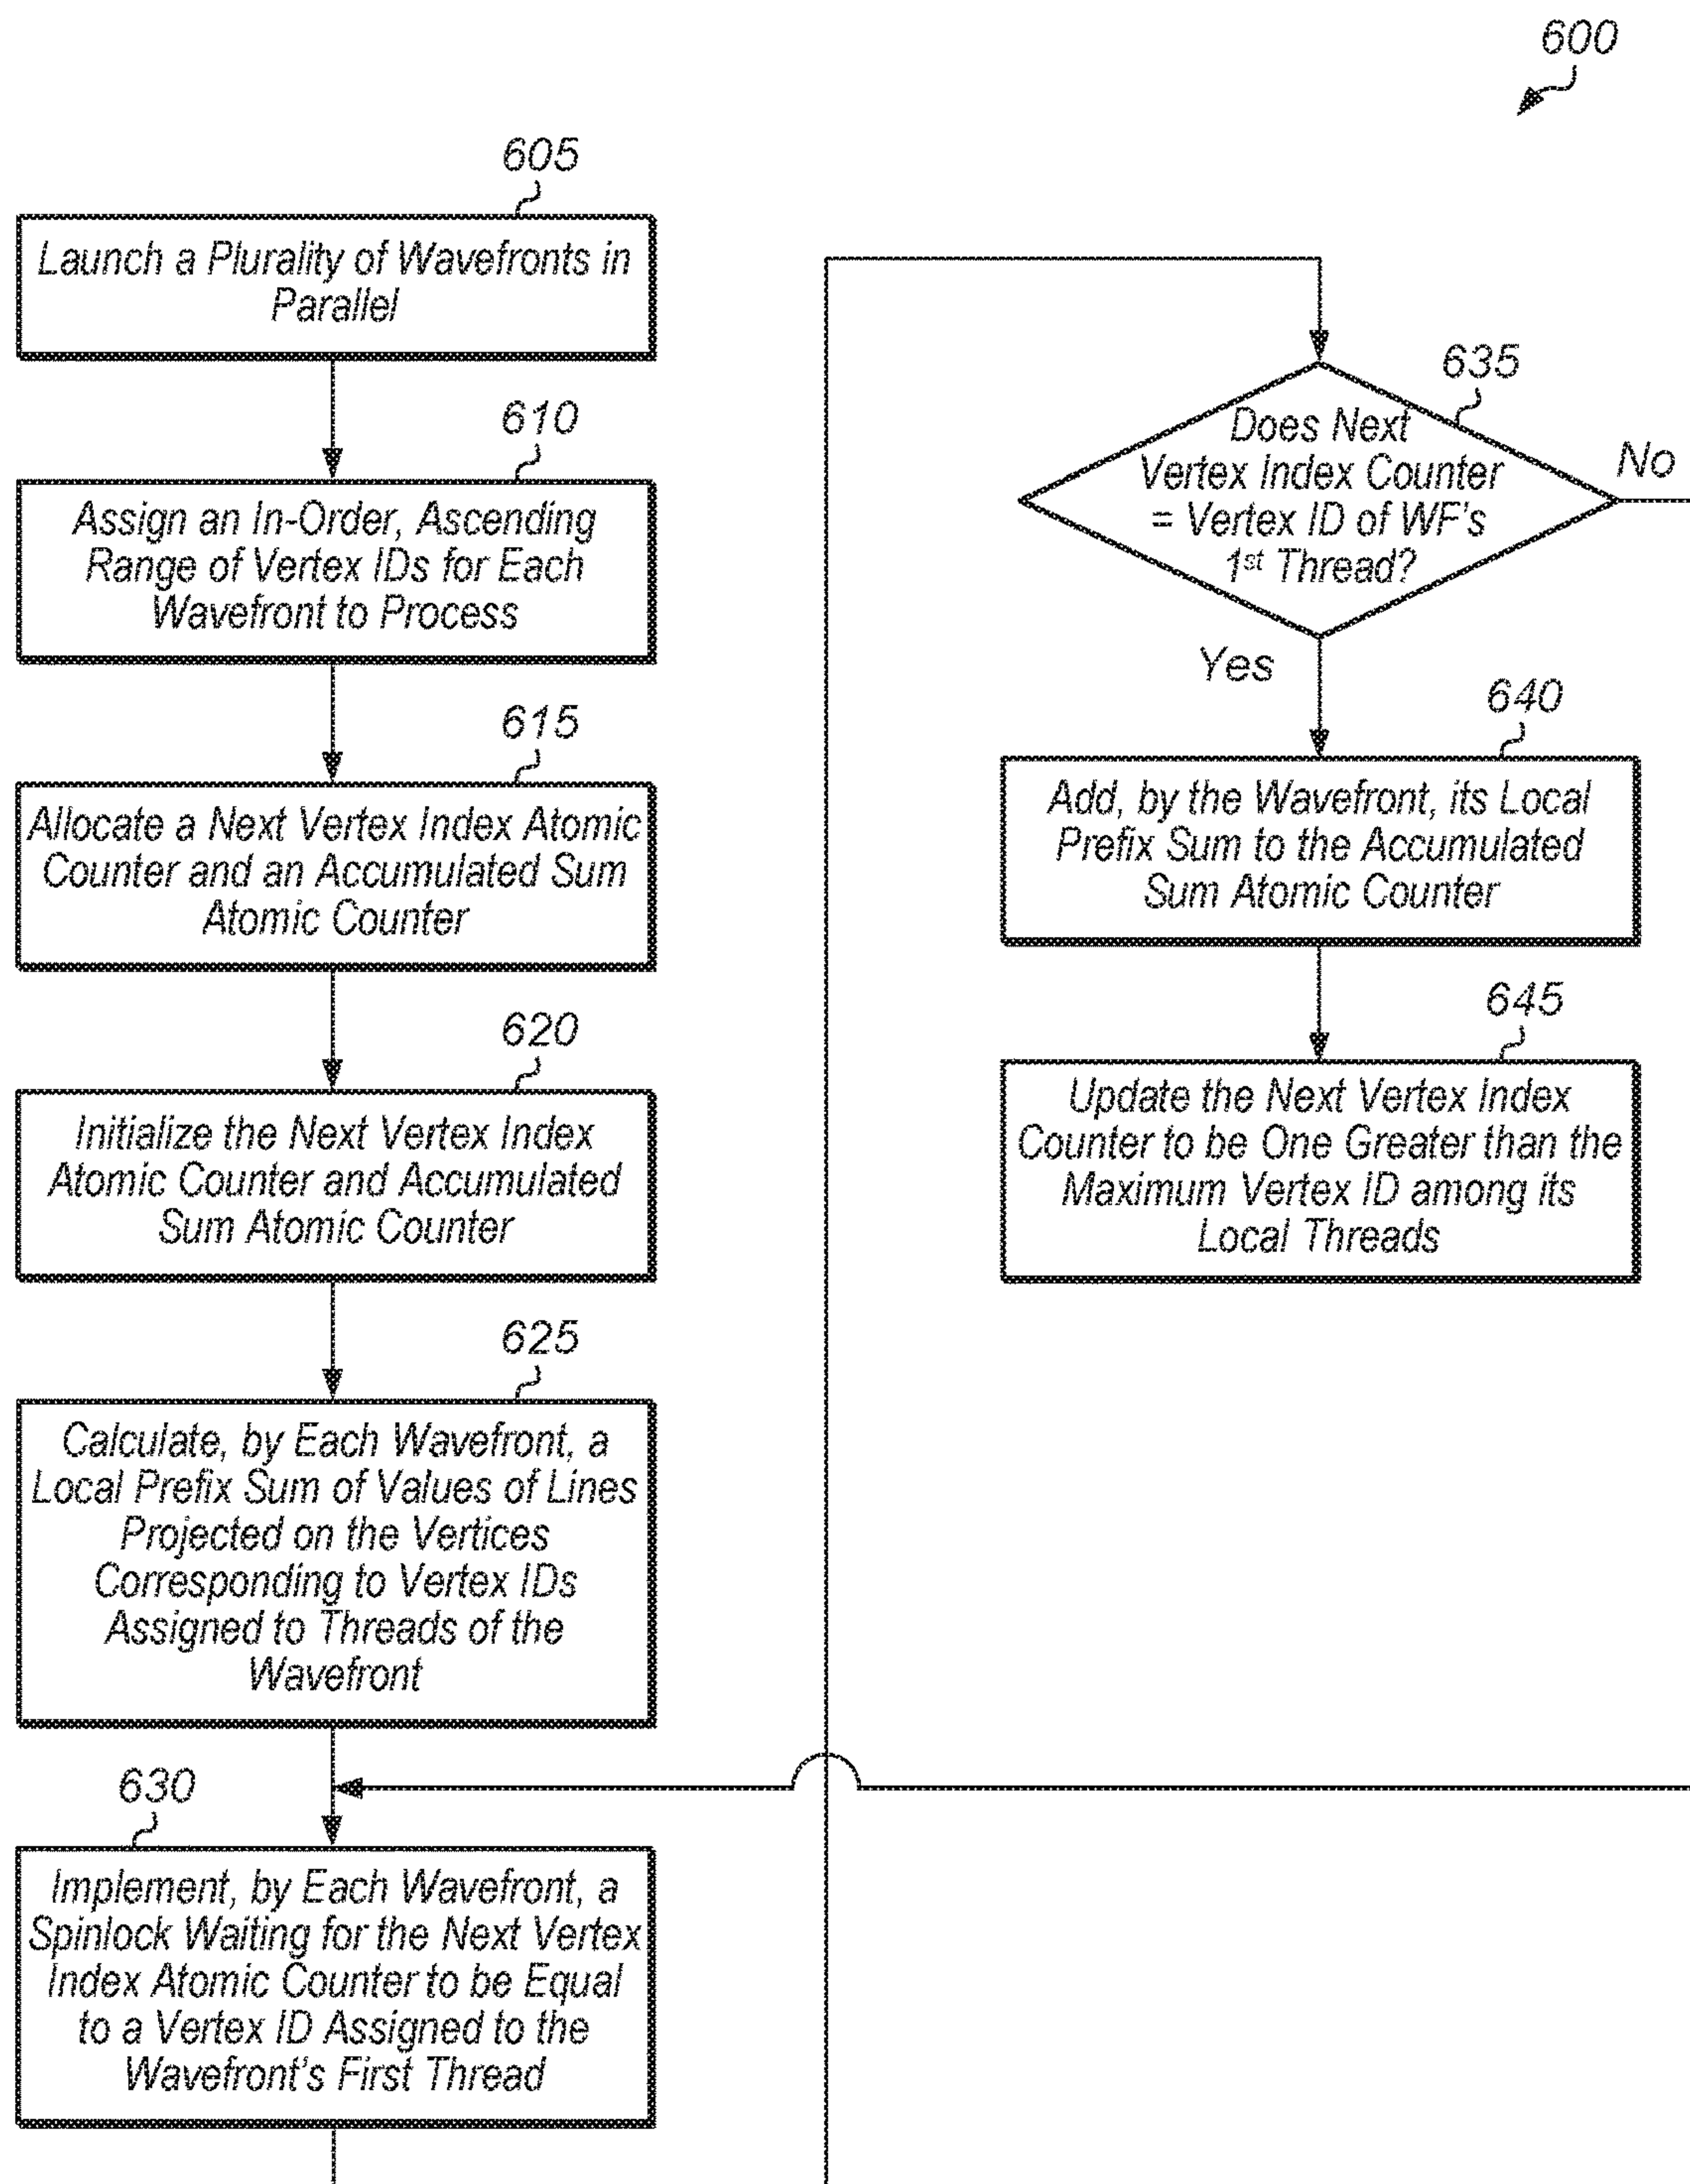 600
605
Launch a Plurality of Wavefronts in
Parallel
610
Assign an In-Order, Ascending
Range of Vertex IDs for Each
Wavefront to Process
615
Allocate a Next Vertex Index Atomic
Counter and an Accumulated Sum
Atomic Counter
620
Initialize the Next Vertex Index
Atomic Counter and Accumulated
Sum Atomic Counter
625
Calculate, by Each Wavefront, a
Local Prefix Sum of Values of Lines
Projected on the Vertices
Corresponding to Vertex IDs
Assigned to Threads of the
Wavefront
630
Implement, by Each Wavefront, a
Spinlock Waiting for the Next Vertex
Index Atomic Counter to be Equal
to a Vertex ID Assigned to the
Wavefront's First Thread
635
Does Next
Vertex Index Counter
= Vertex ID of WF's
1st Thread?
No
Yes
640
Add, by the Wavefront, its Local
Prefix Sum to the Accumulated
Sum Atomic Counter
645
Update the Next Vertex Index
Counter to be One Greater than the
Maximum Vertex ID among its
Local Threads